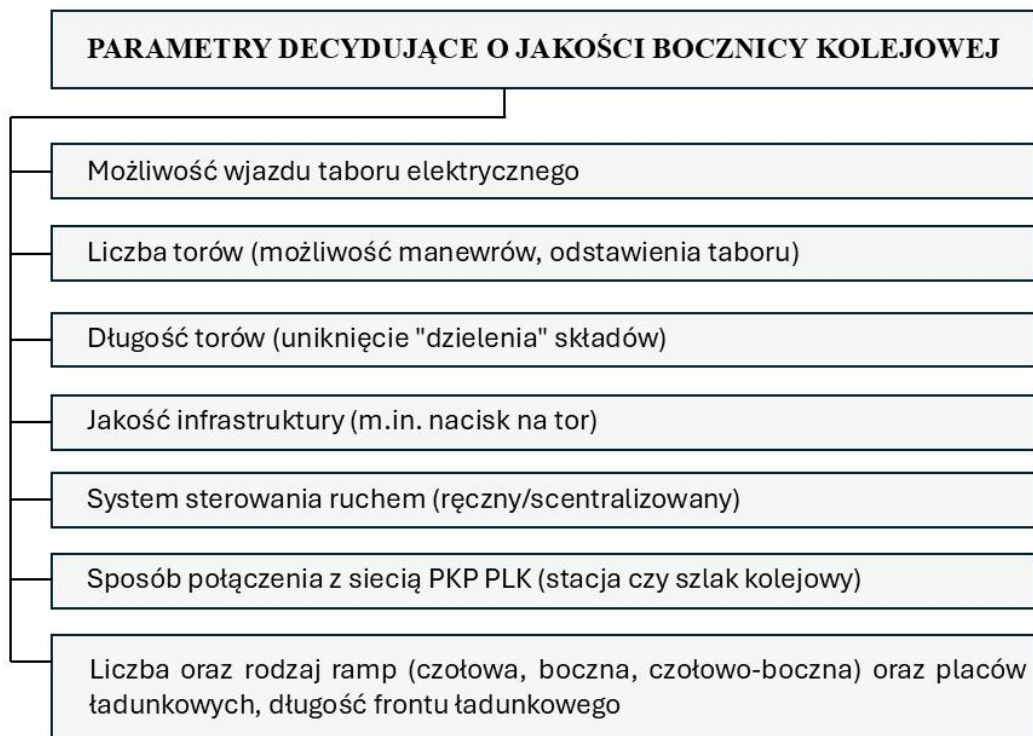 PARAMETRY DECYDUJĄCE O JAKOŚCI BOCZNICY KOLEJOWEJ
Możliwość wjazdu taboru elektrycznego
Liczba torów (możliwość manewrów, odstawienia taboru)
Długość torów (uniknięcie "dzielenia" składów)
Jakość infrastruktury (m.in. nacisk na tor)
System sterowania ruchem (ręczny/scentralizowany)
Sposób połączenia z siecią PKP PLK (stacja czy szlak kolejowy)
Liczba oraz rodzaj ramp (czołowa, boczna, czołowo-boczna) oraz placów
ładunkowych, długość frontu ładunkowego